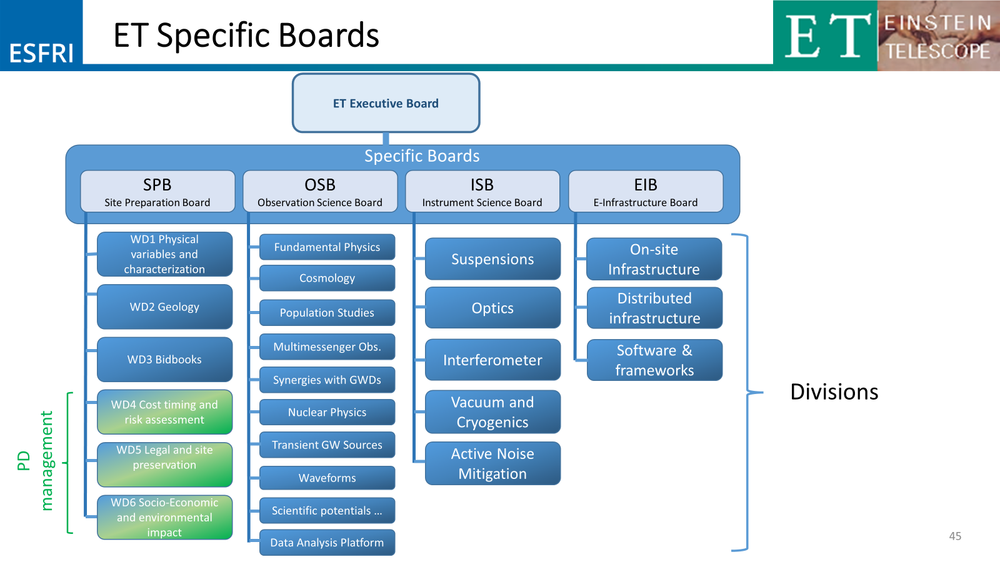 ESFRI
ET Specific Boards
ET
EINSTEIN
TELESCOPE
ET Executive Board
Specific Boards
SPB
Site Preparation Board
OSB
Observation Science Board
ISB
Instrument Science Board
EIB
E-Infrastructure Board
WD1 Physical
variables and
characterization
WD2 Geology
WD3 Bidbooks
WD4 Cost timing and
risk assessment
WD5 Legal and site
preservation
WD6 Socio-Economic
and environmental
impact
PD
management
Fundamental Physics
Cosmology
Population Studies
Multimessenger Obs.
Synergies with GWDs
Nuclear Physics
Transient GW Sources
Waveforms
Scientific potentials ...
Data Analysis Platform
Suspensions
Optics
Interferometer
Vacuum and
Cryogenics
Active Noise
Mitigation
On-site
Infrastructure
Distributed
infrastructure
Software &
frameworks
Divisions
45